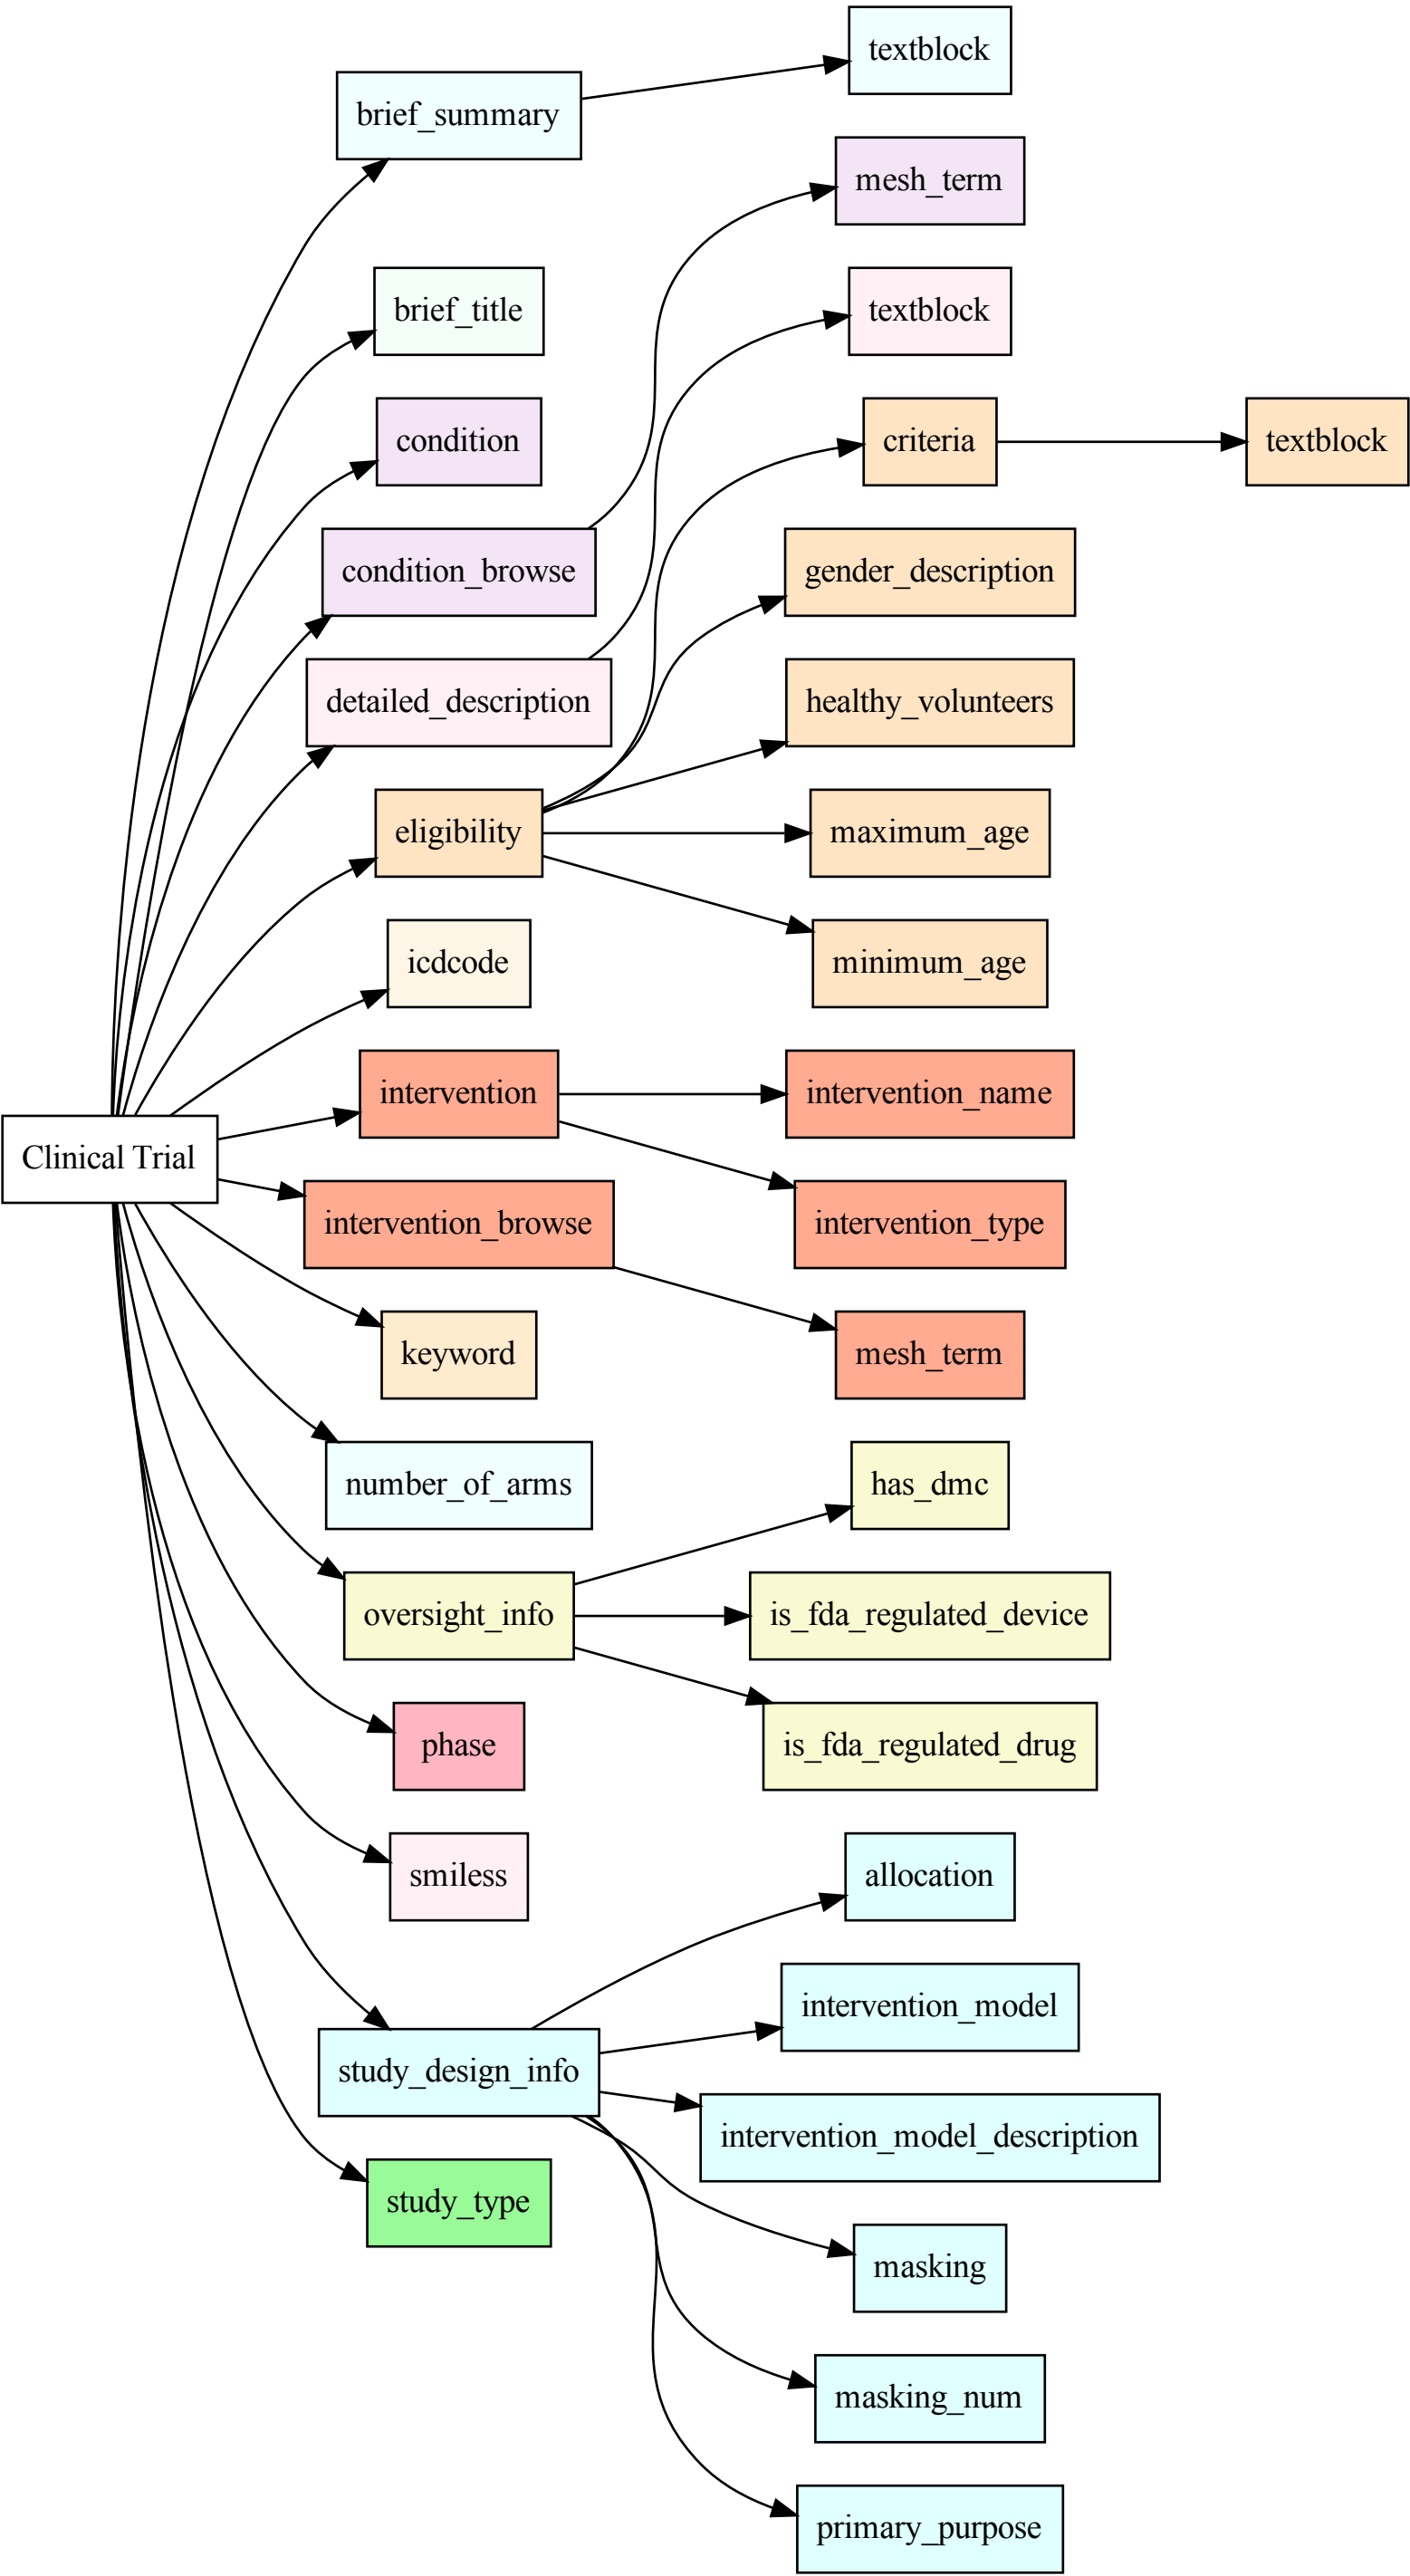 Clinical Trial
brief_summary
textblock
mesh_term
brief_title
textblock
condition
criteria
textblock
condition_browse
gender_description
detailed_description
healthy_volunteers
eligibility
maximum_age
icdcode
minimum_age
intervention
intervention_name
intervention_browse
intervention_type
keyword
mesh_term
number_of_arms
has_dmc
oversight_info
is_fda_regulated_device
phase
is_fda_regulated_drug
smiless
allocation
intervention_model
study_design_info
intervention_model_description
study_type
masking
masking_num
primary_purpose